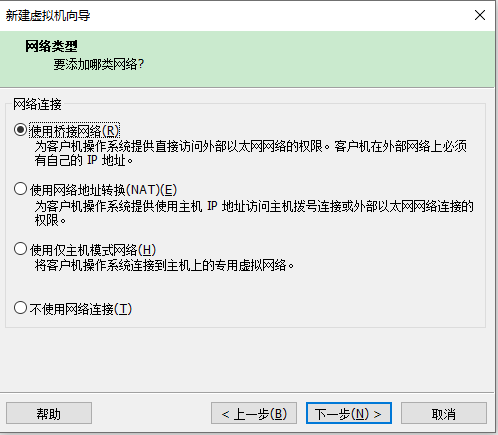 新建虚拟机向导
网络类型
要添加哪类网络?
网络连接
使用桥接网络(R)
为客户机操作系统提供直接访问外部以太网网络的权限。客户机在外部网络上必须
有自己的 IP 地址。
使用网络地址转换(NAT)(E)
为客户机操作系统提供使用主机 IP 地址访问主机拨号连接或外部以太网网络连接的
权限。
使用仅主机模式网络(H)
将客户机操作系统连接到主机上的专用虚拟网络。
不使用网络连接(T)
帮助
< 上一步(B)
下一步(N) >
取消